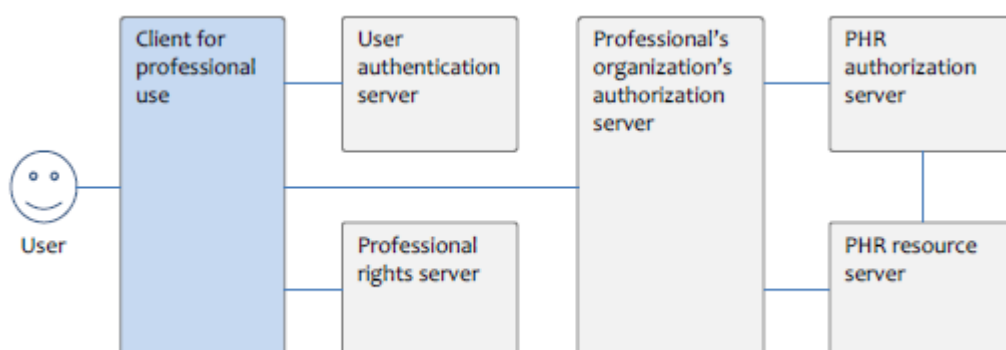 Client for
professional
use
User
authentication
server
Professional's
organization's
authorization
server
PHR
authorization
server
User
Professional
rights server
PHR resource
server